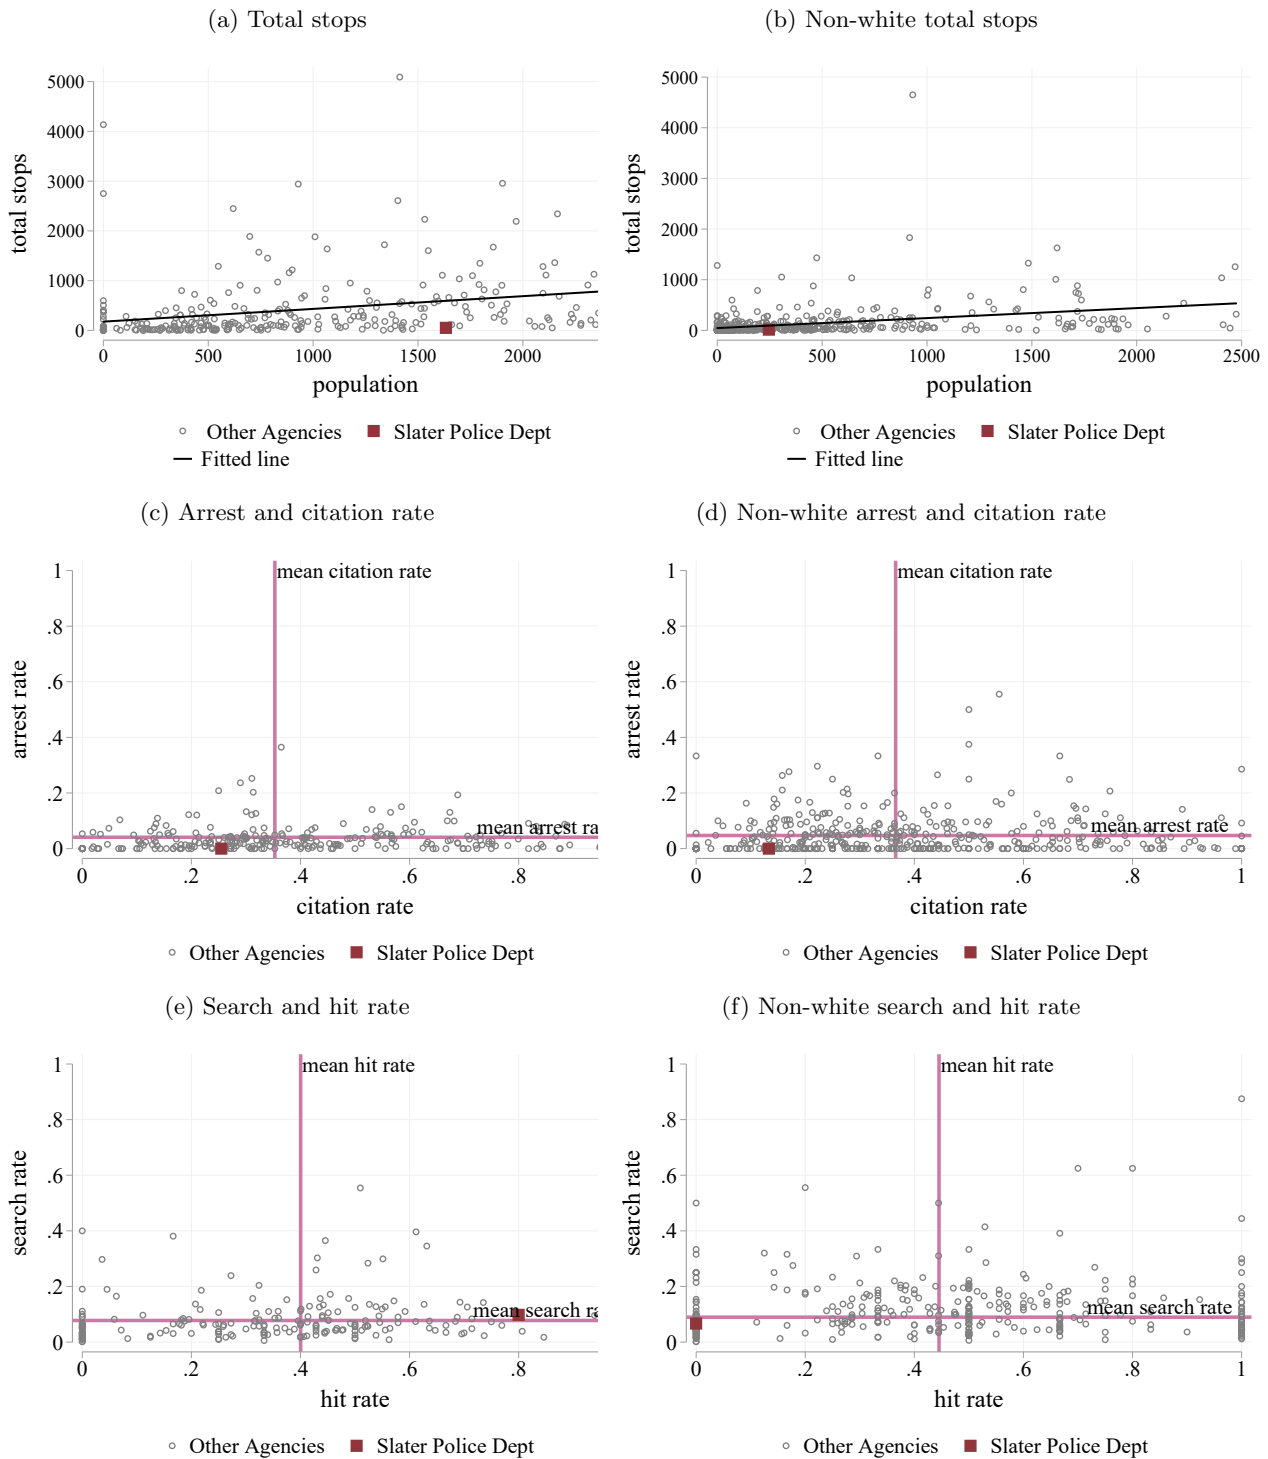 (a) Total stops
total stops
5000
4000
3000
2000
1000
0
0 500 1000 1500 2000
population
Other Agencies Slater Police Dept
Fitted line
(b) Non-white total stops
total stops
5000
4000
3000
2000
1000
0
0 500 1000 1500 2000 2500
population
Other Agencies Slater Police Dept
Fitted line
(c) Arrest and citation rate
mean citation rate
arrest rate
1
.8
.6
.4
.2
0
mean arrest ra
0 .2 .4 .6 .8
citation rate
Other Agencies Slater Police Dept
(d) Non-white arrest and citation rate
mean citation rate
arrest rate
1
.8
.6
.4
.2
0
mean arrest rate
0 .2 .4 .6 .8 1
citation rate
Other Agencies Slater Police Dept
(e) Search and hit rate
mean hit rate
search rate
1
.8
.6
.4
.2
0
mean search ra
0 .2 .4 .6 .8
hit rate
Other Agencies Slater Police Dept
(f) Non-white search and hit rate
mean hit rate
search rate
1
.8
.6
.4
.2
0
mean search rate
0 .2 .4 .6 .8 1
hit rate
Other Agencies Slater Police Dept